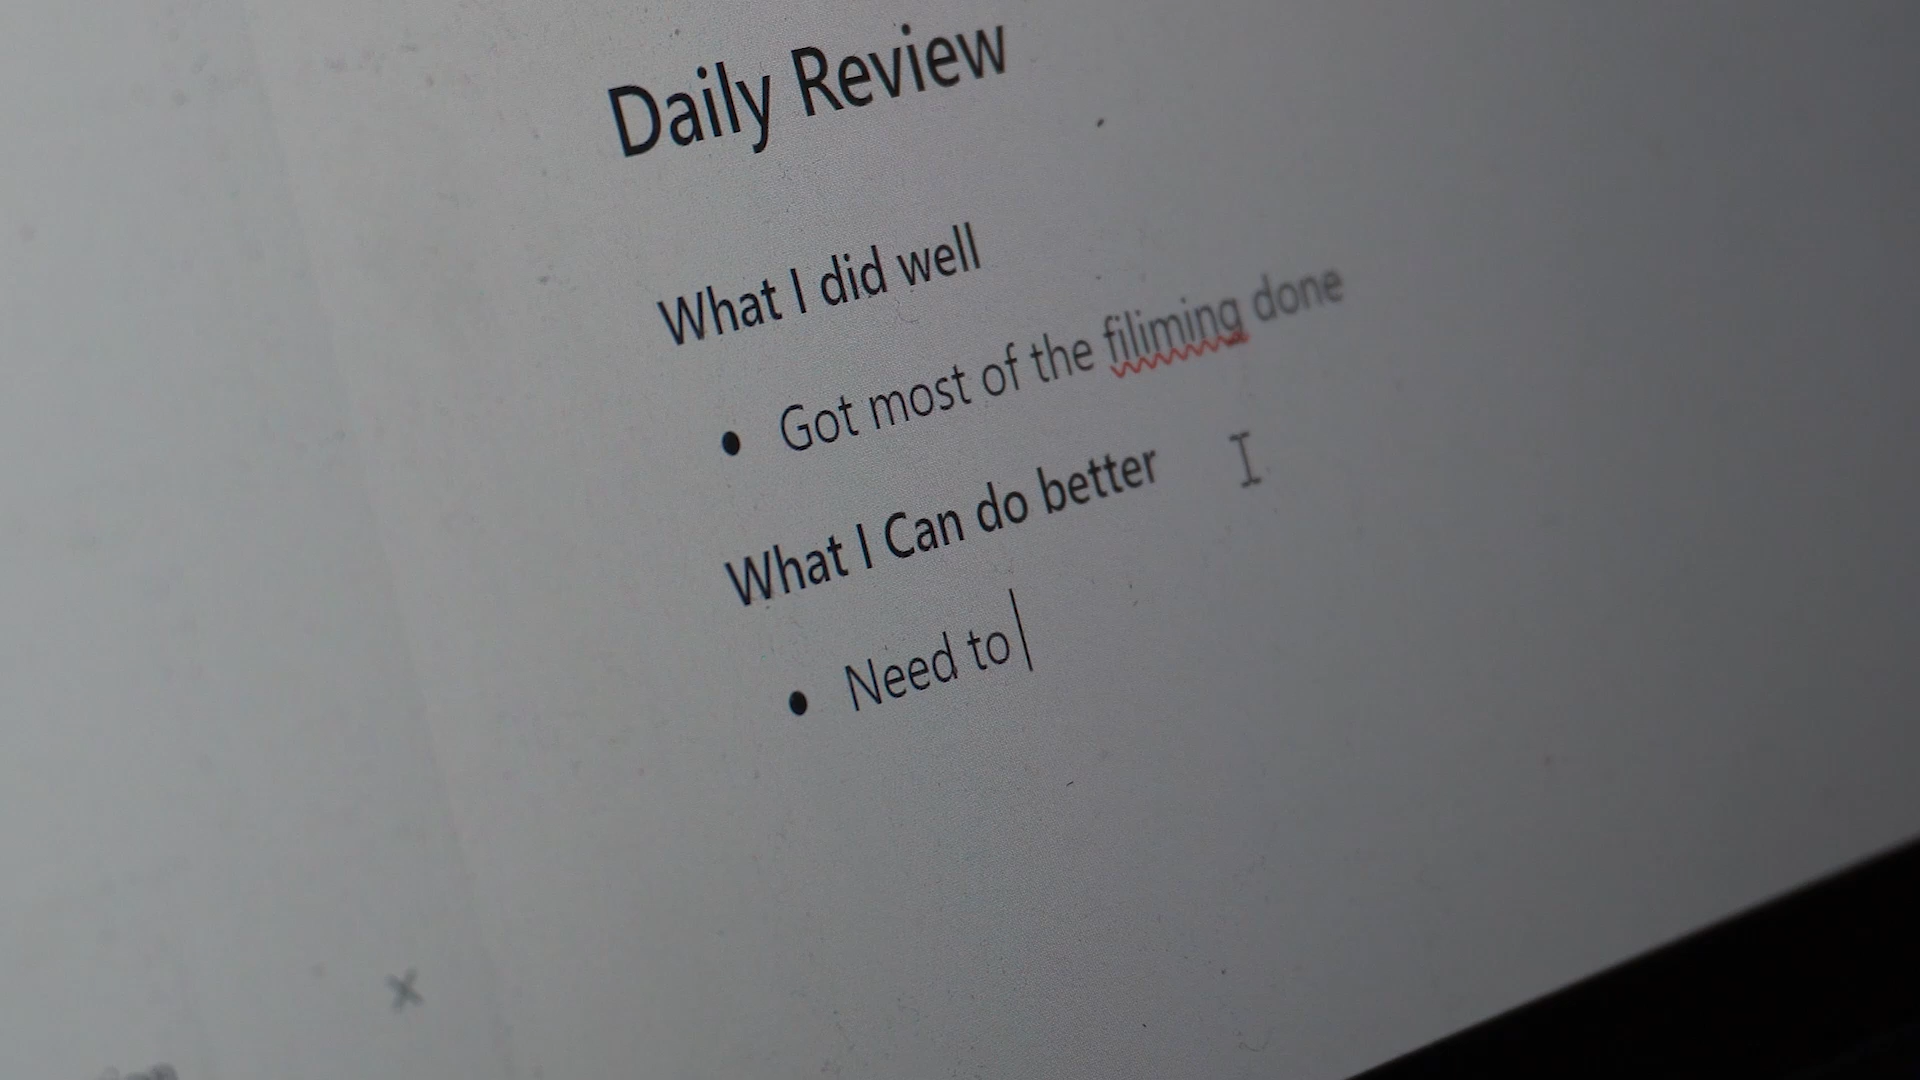 Daily Review
What I did well
• Got most of the filiming done
What I Can do better
• Need to